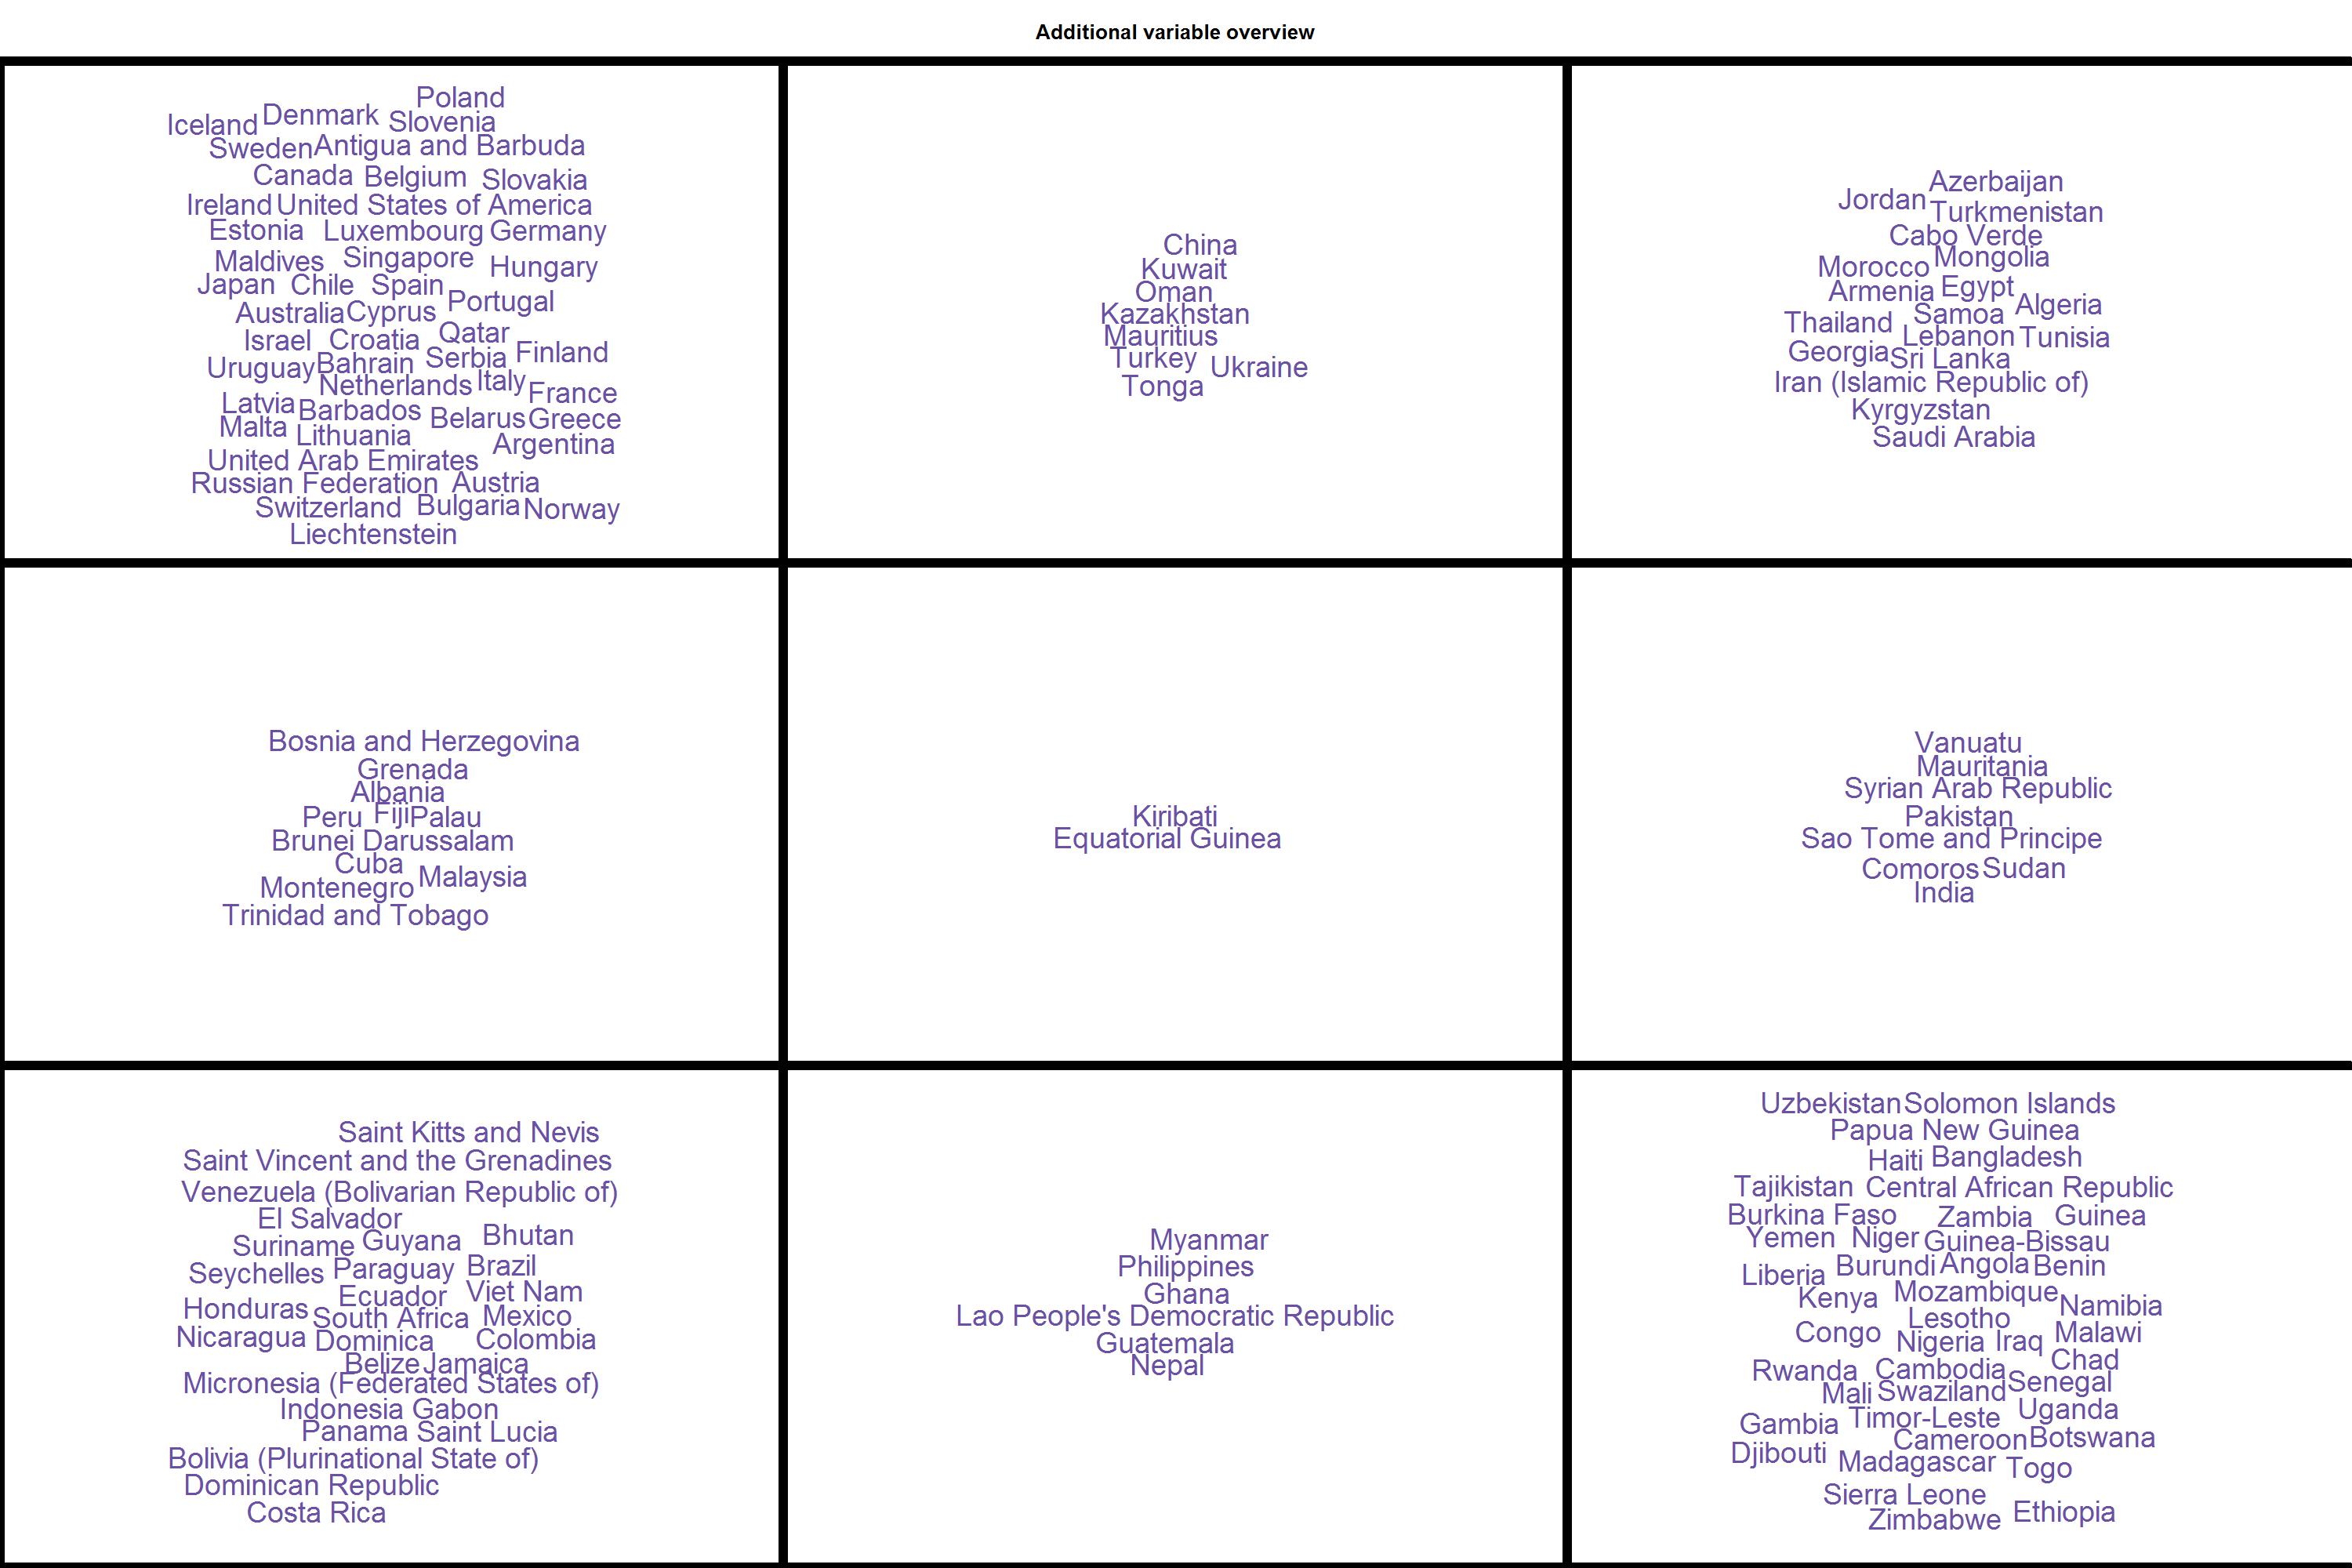 Additional variable overview
Poland
Iceland Denmark Slovenia
Sweden Antigua and Barbuda
Canada Belgium Slovakia
Ireland United States of America
Estonia Luxembourg Germany
Maldives Singapore Hungary
Japan Chile Spain Portugal
Australia Cyprus
Israel Croatia Qatar
Uruguay Bahrain Serbia Finland
Netherlands Italy France
Latvia Barbados Belarus Greece
Malta Lithuania Argentina
United Arab Emirates
Russian Federation Austria
Switzerland Bulgaria Norway
Liechtenstein
China
Kuwait
Oman
Kazakhstan
Mauritius
Turkey Ukraine
Tonga
Azerbaijan
Jordan Turkmenistan
Cabo Verde
Morocco Mongolia
Armenia Egypt Algeria
Thailand Samoa
Lebanon Tunisia
Georgia Sri Lanka
Iran (Islamic Republic of)
Kyrgyzstan
Saudi Arabia
Bosnia and Herzegovina
Grenada
Albania
Peru Fiji Palau
Brunei Darussalam
Cuba Malaysia
Montenegro
Trinidad and Tobago
Kiribati
Equatorial Guinea
Vanuatu
Mauritania
Syrian Arab Republic
Pakistan
Sao Tome and Principe
Comoros Sudan
India
Saint Kitts and Nevis
Saint Vincent and the Grenadines
Venezuela (Bolivarian Republic of)
El Salvador
Suriname Guyana Bhutan
Seychelles Paraguay Brazil
Ecuador Viet Nam
Honduras South Africa Mexico
Nicaragua Dominica Colombia
Belize Jamaica
Micronesia (Federated States of)
Indonesia Gabon
Panama Saint Lucia
Bolivia (Plurinational State of)
Dominican Republic
Costa Rica
Myanmar
Philippines
Ghana
Lao People's Democratic Republic
Guatemala
Nepal
Uzbekistan Solomon Islands
Papua New Guinea
Haiti Bangladesh
Tajikistan Central African Republic
Burkina Faso Zambia Guinea
Yemen Niger Guinea-Bissau
Liberia Burundi Angola Benin
Kenya Mozambique Namibia
Lesotho
Congo Nigeria Iraq Malawi
Rwanda Cambodia Chad
Mali Swaziland Senegal
Gambia Timor-Leste Uganda
Cameroon Botswana
Djibouti Madagascar Togo
Sierra Leone
Zimbabwe Ethiopia